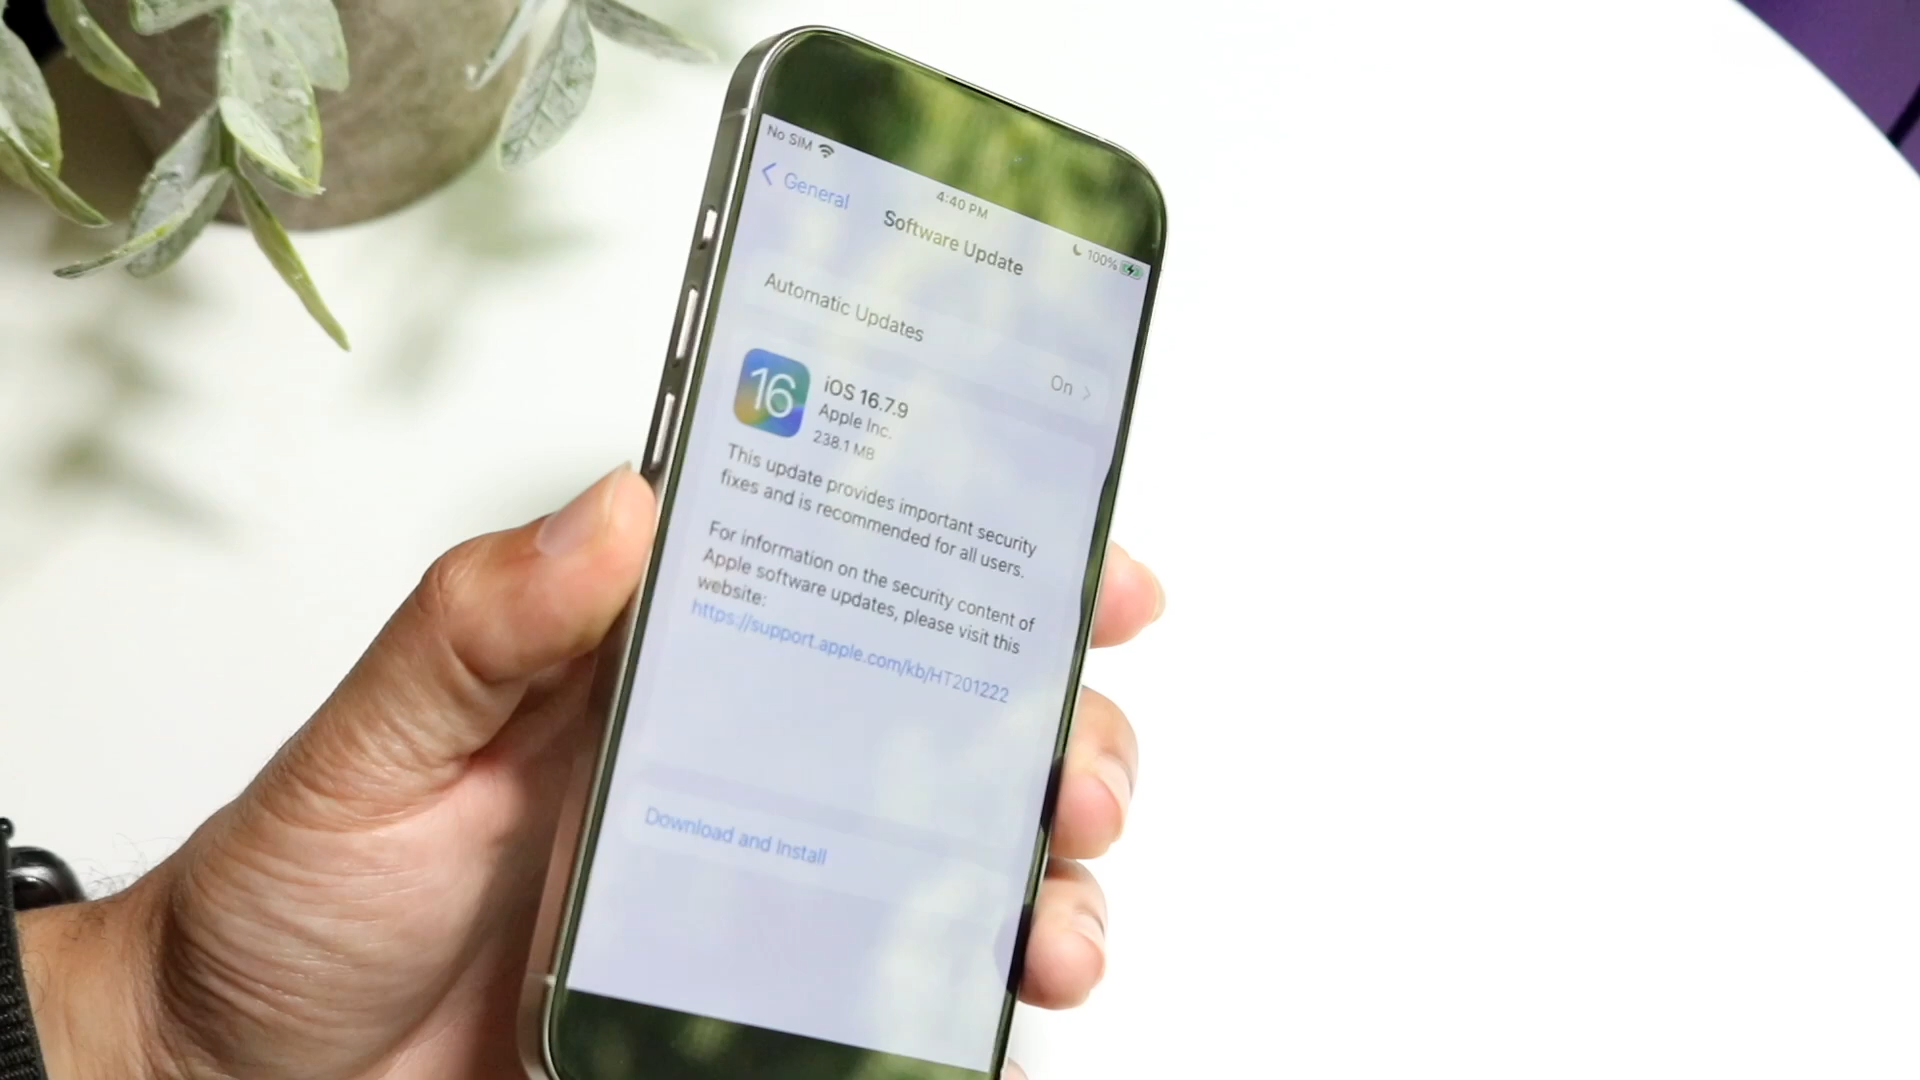 No SIM
4:40 PM
100%
General
Software Update
Automatic Updates
On
16
iOS 16.7.9
Apple Inc.
238.1 MB
This update provides important security
fixes and is recommended for all users.
For information on the security content of
Apple software updates, please visit this
website:
https://support.apple.com/kb/HT201222
Download and Install